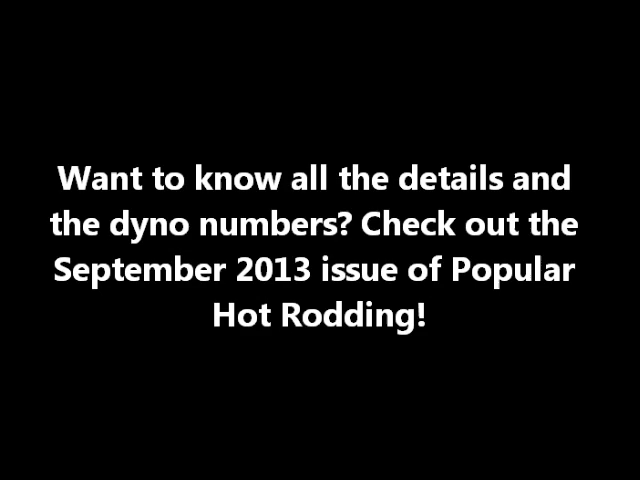 Want to know all the details and
the dyno numbers? Check out the
September 2013 issue of Popular
Hot Rodding!